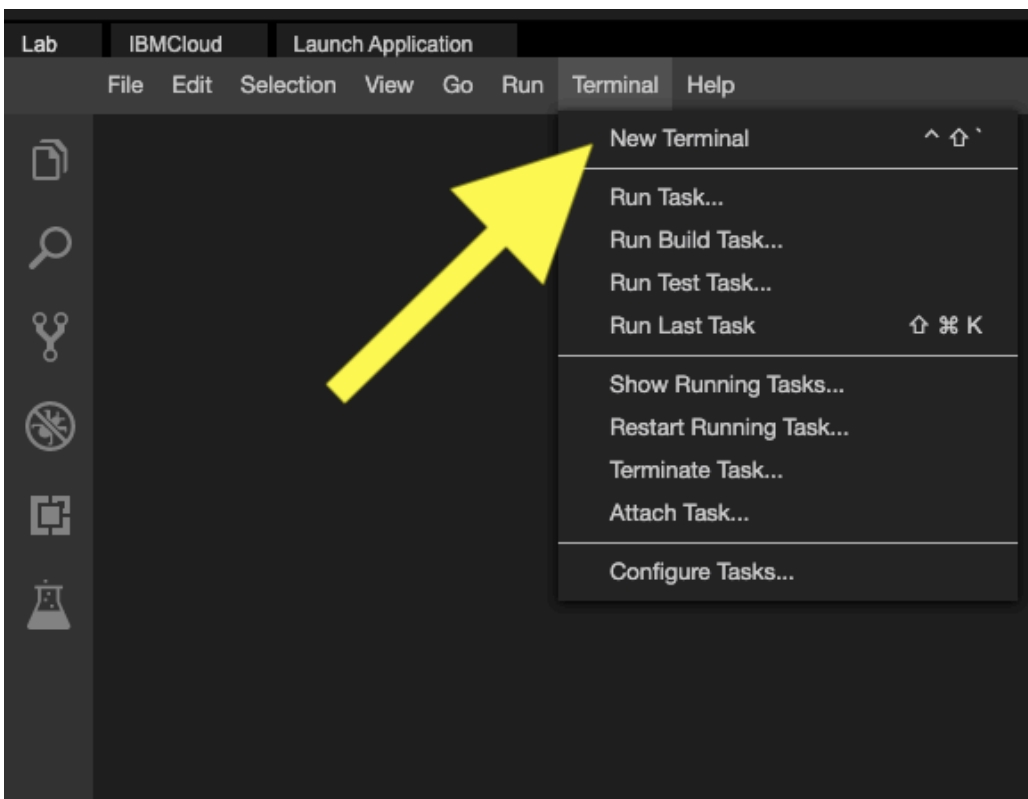 Lab IBMCloud Launch Application
File Edit Selection View Go Run Terminal Help
New Terminal ^ ⇧ `
Run Task...
Run Build Task...
Run Test Task...
Run Last Task ⇧ ⌘ K
Show Running Tasks...
Restart Running Task...
Terminate Task...
Attach Task...
Configure Tasks...